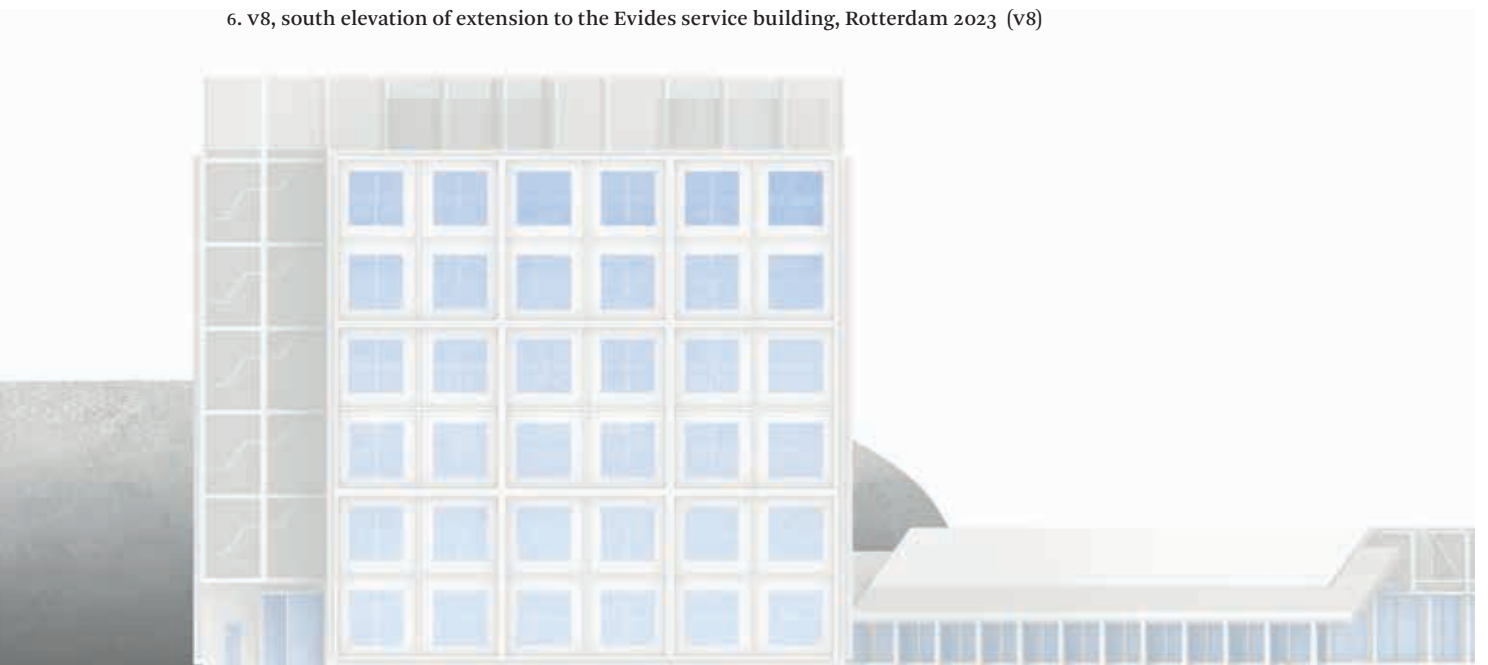 6. v8, south elevation of extension to the Evides service building, Rotterdam 2023 (v8)